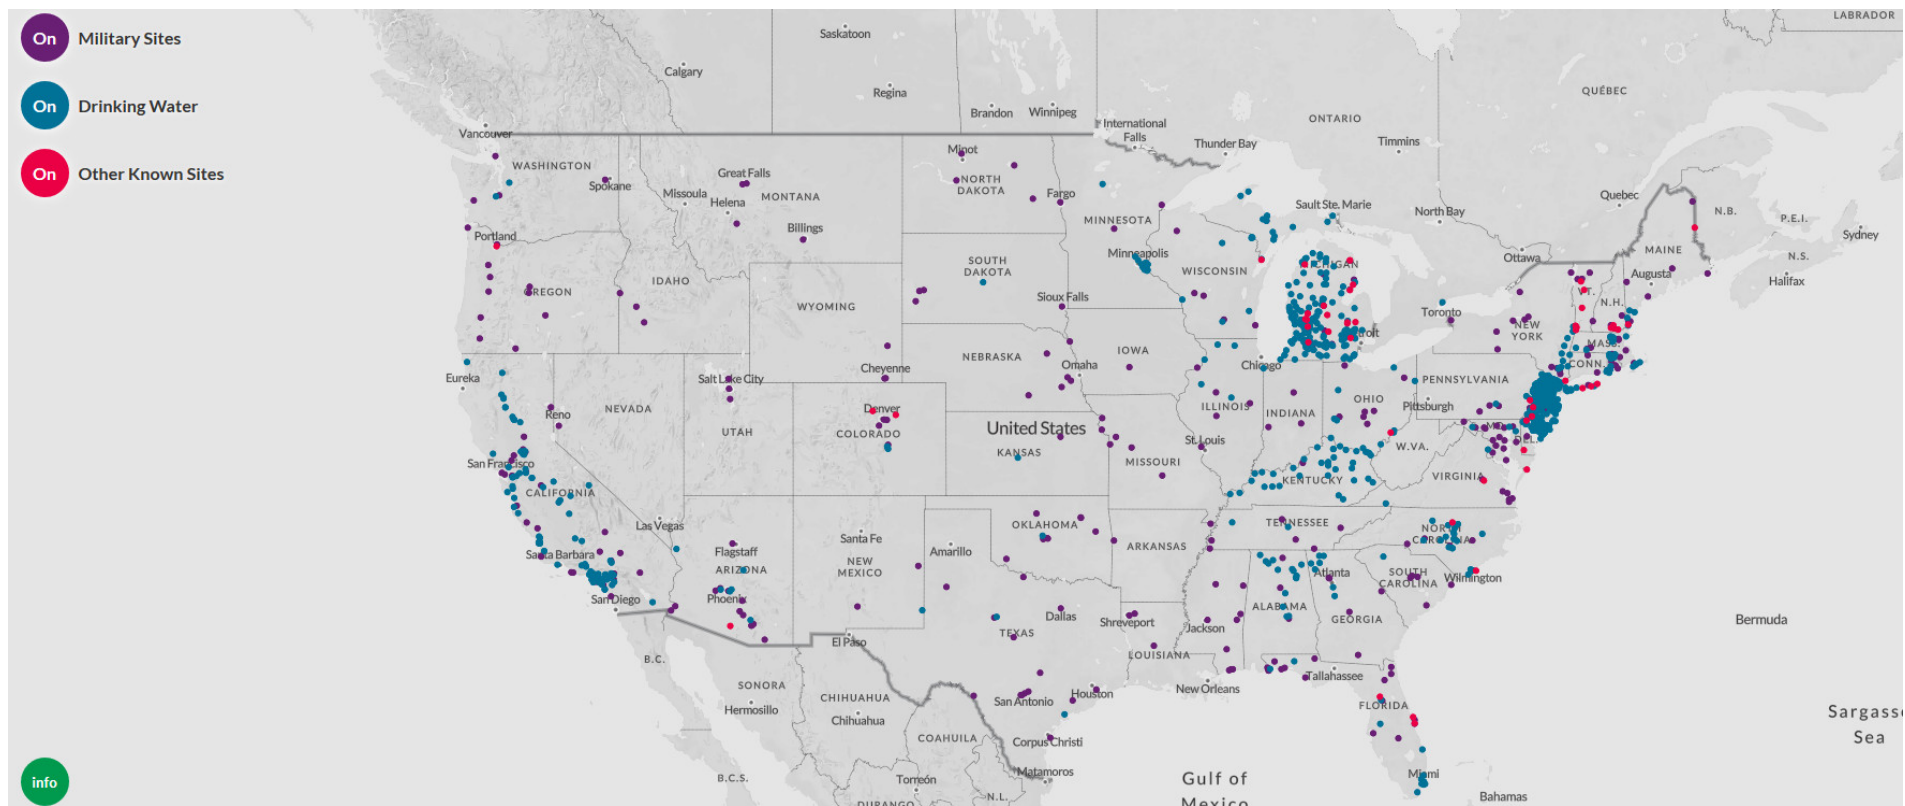 LABRADOR
On Military Sites
Saskatoon
Calgary
On Drinking Water
Regina
QUÉBEC
Brandon
Winnipeg
ONTARIO
International
Falls
Vancouver
Thunder Bay
Timmins
Minot
On Other Known Sites
WASHINGTON
Spokane
Great Falls
MONTANA
Missoula
Helena
NORTH
DAKOTA
Fargo
Quebec
Sault Ste. Marie
North Bay
N.B.
P.E.I.
MINNESOTA
Sydney
Portland
Billings
Minneapolis
MAINE
N.S.
Ottawa
SOUTH
DAKOTA
WISCONSIN
MICHIGAN
Augusta
Halifax
IDAHO
OREGON
Sioux Falls
VT.
N.H.
WYOMING
Toronto
NEW
YORK
MASS.
NEBRASKA
IOWA
Chicago
CONN.
Eureka
Cheyenne
Omaha
Salt Lake City
PENNSYLVANIA
Reno
NEVADA
Denver
ILLINOIS
INDIANA
OHIO
Pittsburgh
UTAH
COLORADO
United States
St. Louis
W.VA.
DEL.
KANSAS
MISSOURI
San Francisco
CALIFORNIA
KENTUCKY
VIRGINIA
Las Vegas
Santa Fe
Amarillo
OKLAHOMA
TENNESSEE
NORTH
CAROLINA
Flagstaff
ARKANSAS
Santa Barbara
ARIZONA
NEW
MEXICO
Atlanta
SOUTH
CAROLINA
Wilmington
San Diego
Phoenix
Dallas
Shreveport
ALABAMA
GEORGIA
Bermuda
Jackson
TEXAS
El Paso
LOUISIANA
B.C.
Tallahassee
SONORA
CHIHUAHUA
San Antonio
Houston
New Orleans
Hermosillo
Chihuahua
FLORIDA
Sargasso
Sea
COAHUILA
Corpus Christi
B.C.S.
Torreón
Matamoros
Miami
Gulf of
Mexico
info
N.L.
DURANGO
Bahamas